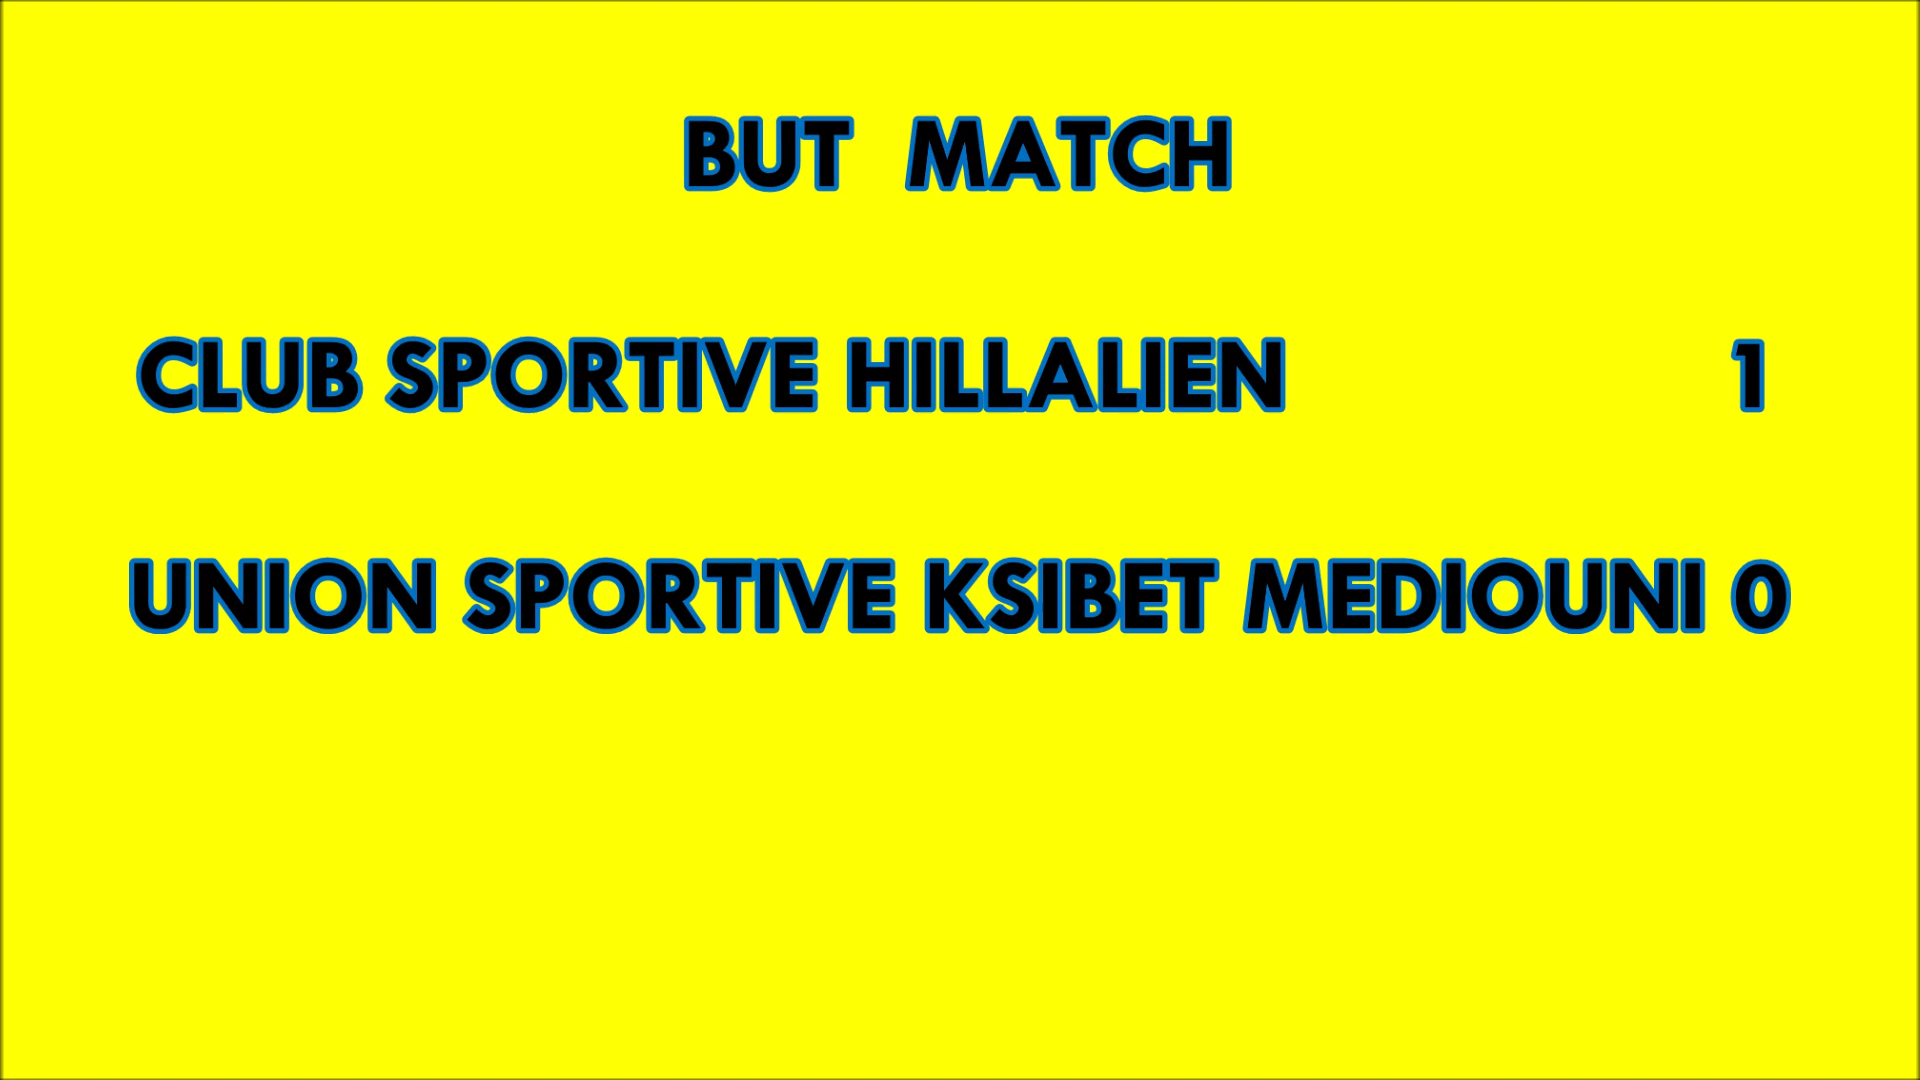 BUT MATCH
CLUB SPORTIVE HILLALIEN 1
UNION SPORTIVE KSIBET MEDIOUNI 0